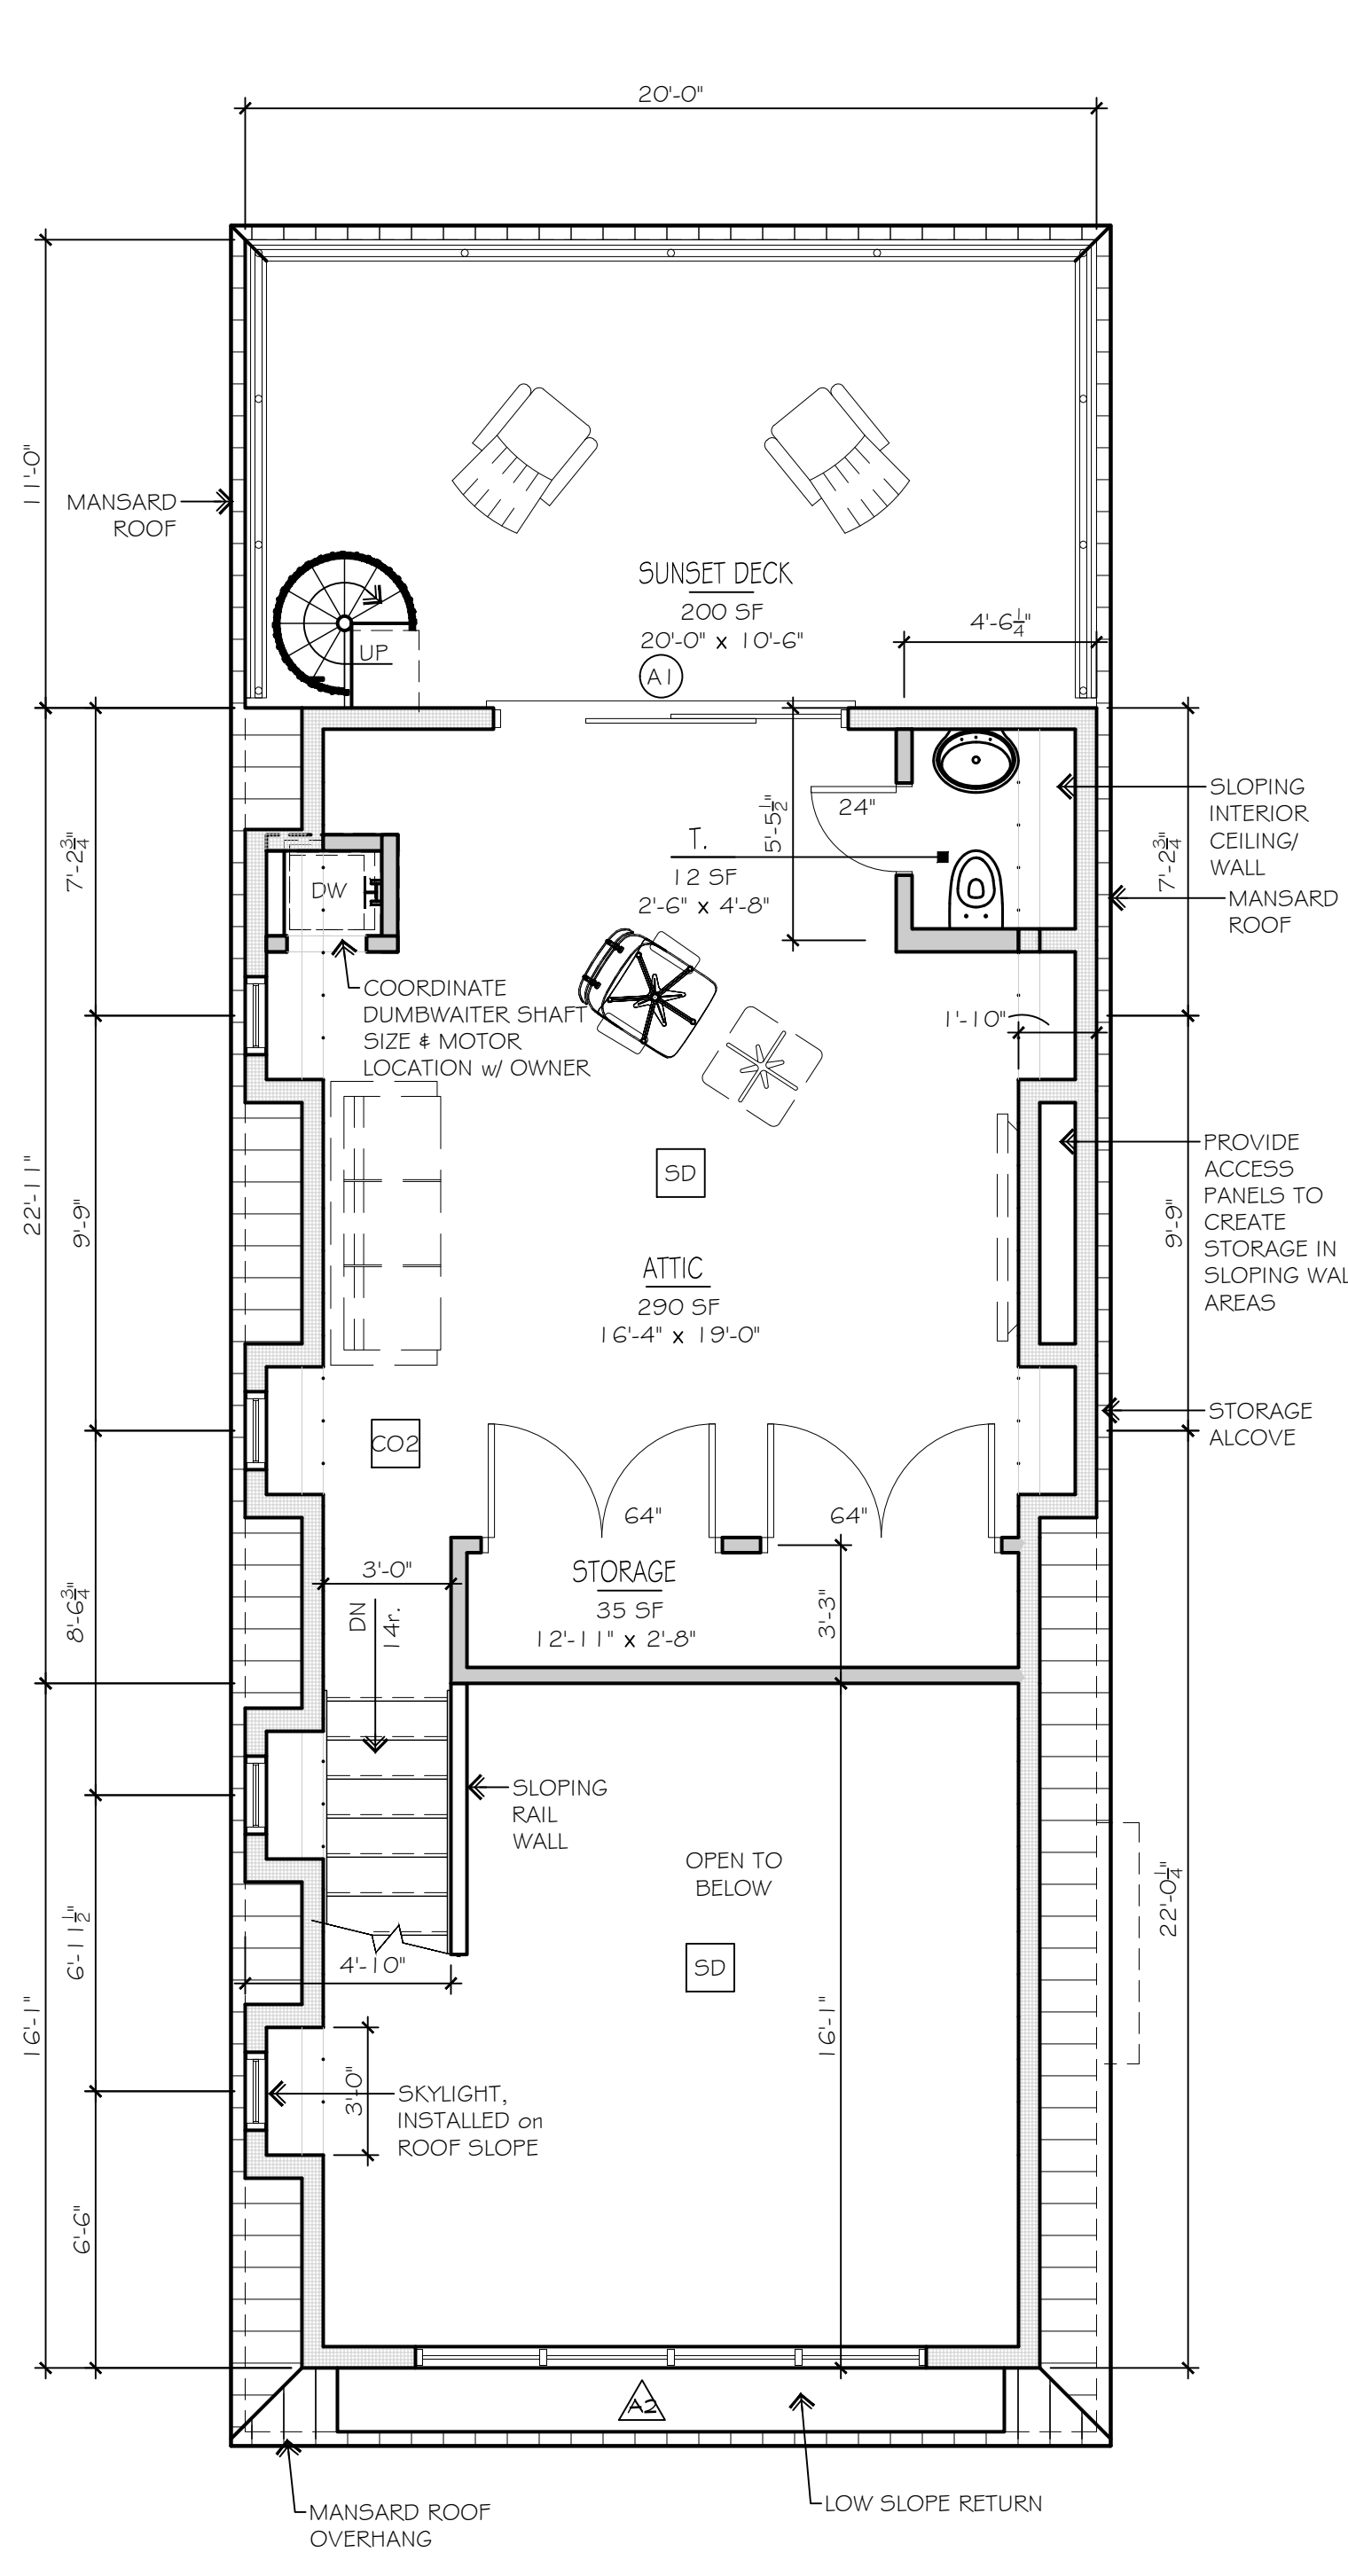 20'-0"
11'-0"
MANSARD
ROOF
SUNSET DECK
200 SF
20'-0" x 10'-6"
4'-6 1/4"
UP
A1
7'-2 3/4"
5'-5 1/2"
24"
T.
12 SF
2'-6" x 4'-8"
DW
SLOPING
INTERIOR
CEILING/
WALL
7'-2 3/4"
MANSARD
ROOF
COORDINATE
DUMBWAITER SHAFT
SIZE & MOTOR
LOCATION w/ OWNER
1'-10"
22'-11"
9'-9"
SD
PROVIDE
ACCESS
PANELS TO
CREATE
STORAGE IN
SLOPING WAL
AREAS
9'-9"
ATTIC
290 SF
16'-4" x 19'-0"
STORAGE
ALCOVE
CO2
64"
64"
3'-0"
STORAGE
35 SF
12'-11" x 2'-8"
3'-3"
8'-6 3/4"
DN
14r.
SLOPING
RAIL
WALL
OPEN TO
BELOW
SD
6'-11 1/2"
4'-10"
22'-0 1/4"
16'-1"
16'-1"
3'-0"
SKYLIGHT,
INSTALLED on
ROOF SLOPE
6'-6"
A2
LOW SLOPE RETURN
MANSARD ROOF
OVERHANG